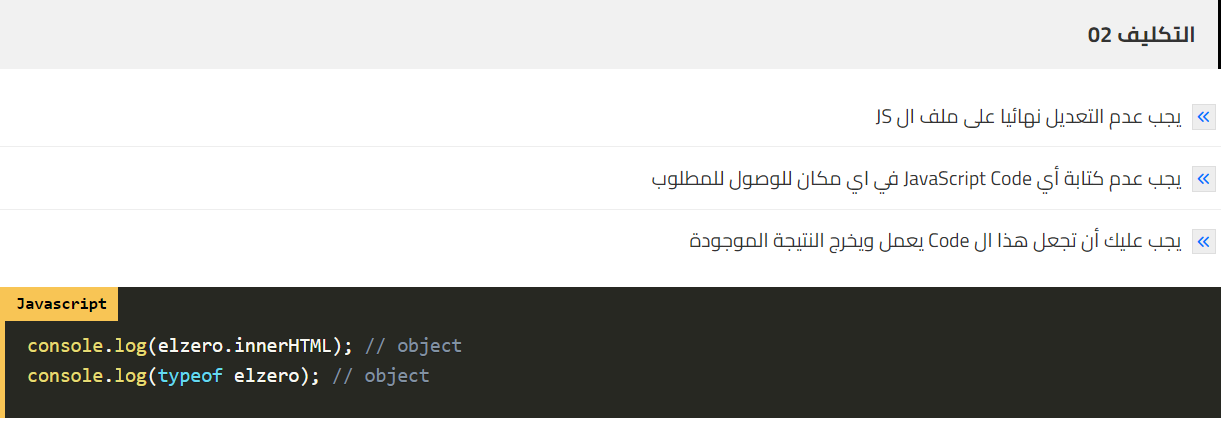 التكليف 02
يجب عدم التعديل نهائيا على ملف ال JS
يجب عدم كتابة أي JavaScript Code في اي مكان للوصول للمطلوب
يجب عليك أن تجعل هذا ال Code يعمل ويخرج النتيجة الموجودة
Javascript
console.log(elzero.innerHTML); // object
console.log(typeof elzero); // object